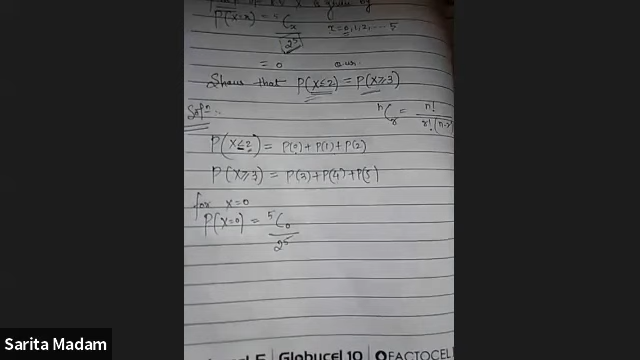 P(X=x) = ⁵Cₓ / 2⁵ x = 0,1,2,.... 5
= 0 o.w.
Show that P(X≤2) = P(X≥3)
Solⁿ.
ⁿCᵣ = n! / r!(n-r)!
P(X≤2) = P(0) + P(1) + P(2)
P(X≥3) = P(3) + P(4) + P(5)
for x=0
P(X=0) = ⁵C₀ / 2⁵
Globucel 10 FACTOCEL
Sarita Madam